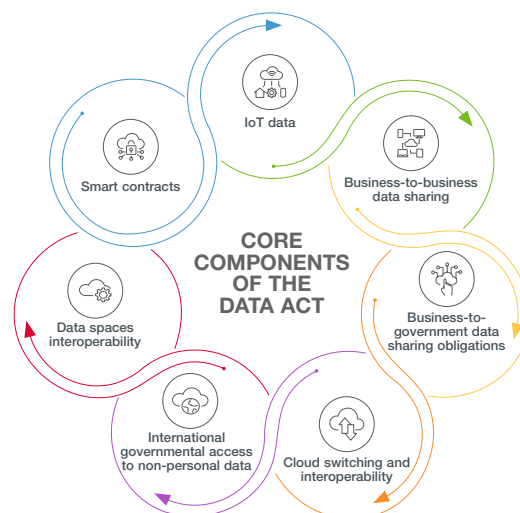 IoT data
Smart contracts
Business-to-business
data sharing
CORE
COMPONENTS
OF THE
DATA ACT
Data spaces
interoperability
Business-to-
government data
sharing obligations
International
governmental access
to non-personal data
Cloud switching and
interoperability